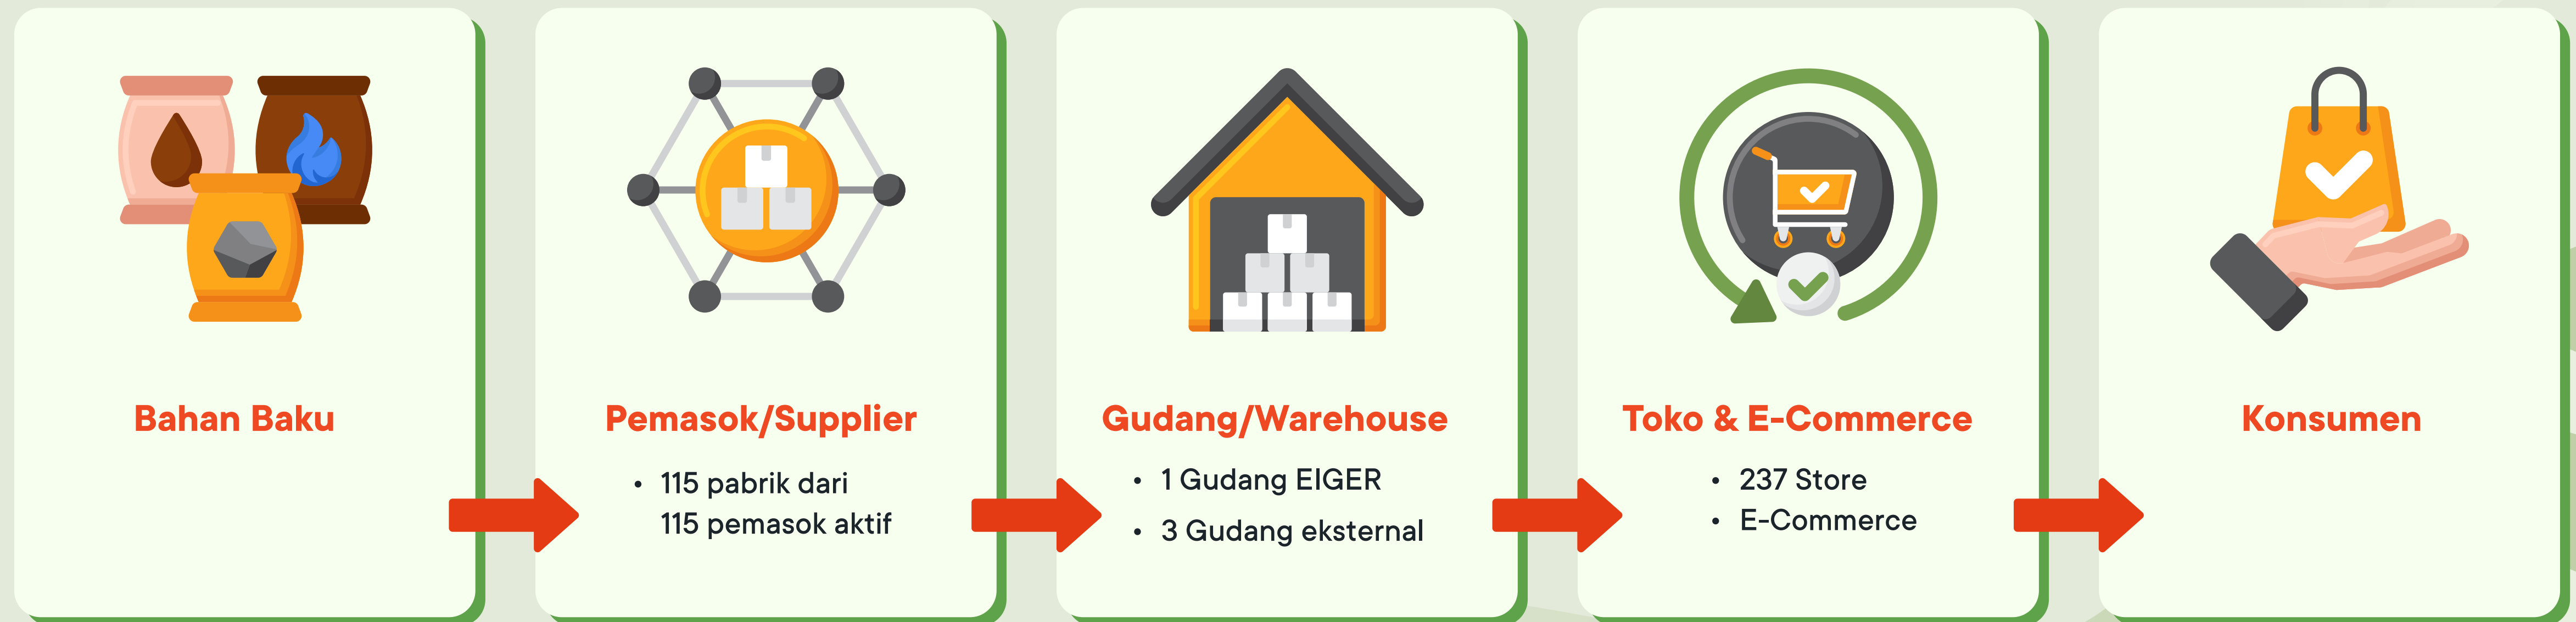 Bahan Baku
Pemasok/Supplier
• 115 pabrik dari
115 pemasok aktif
Gudang/Warehouse
• 1 Gudang EIGER
• 3 Gudang eksternal
Toko & E-Commerce
• 237 Store
• E-Commerce
Konsumen